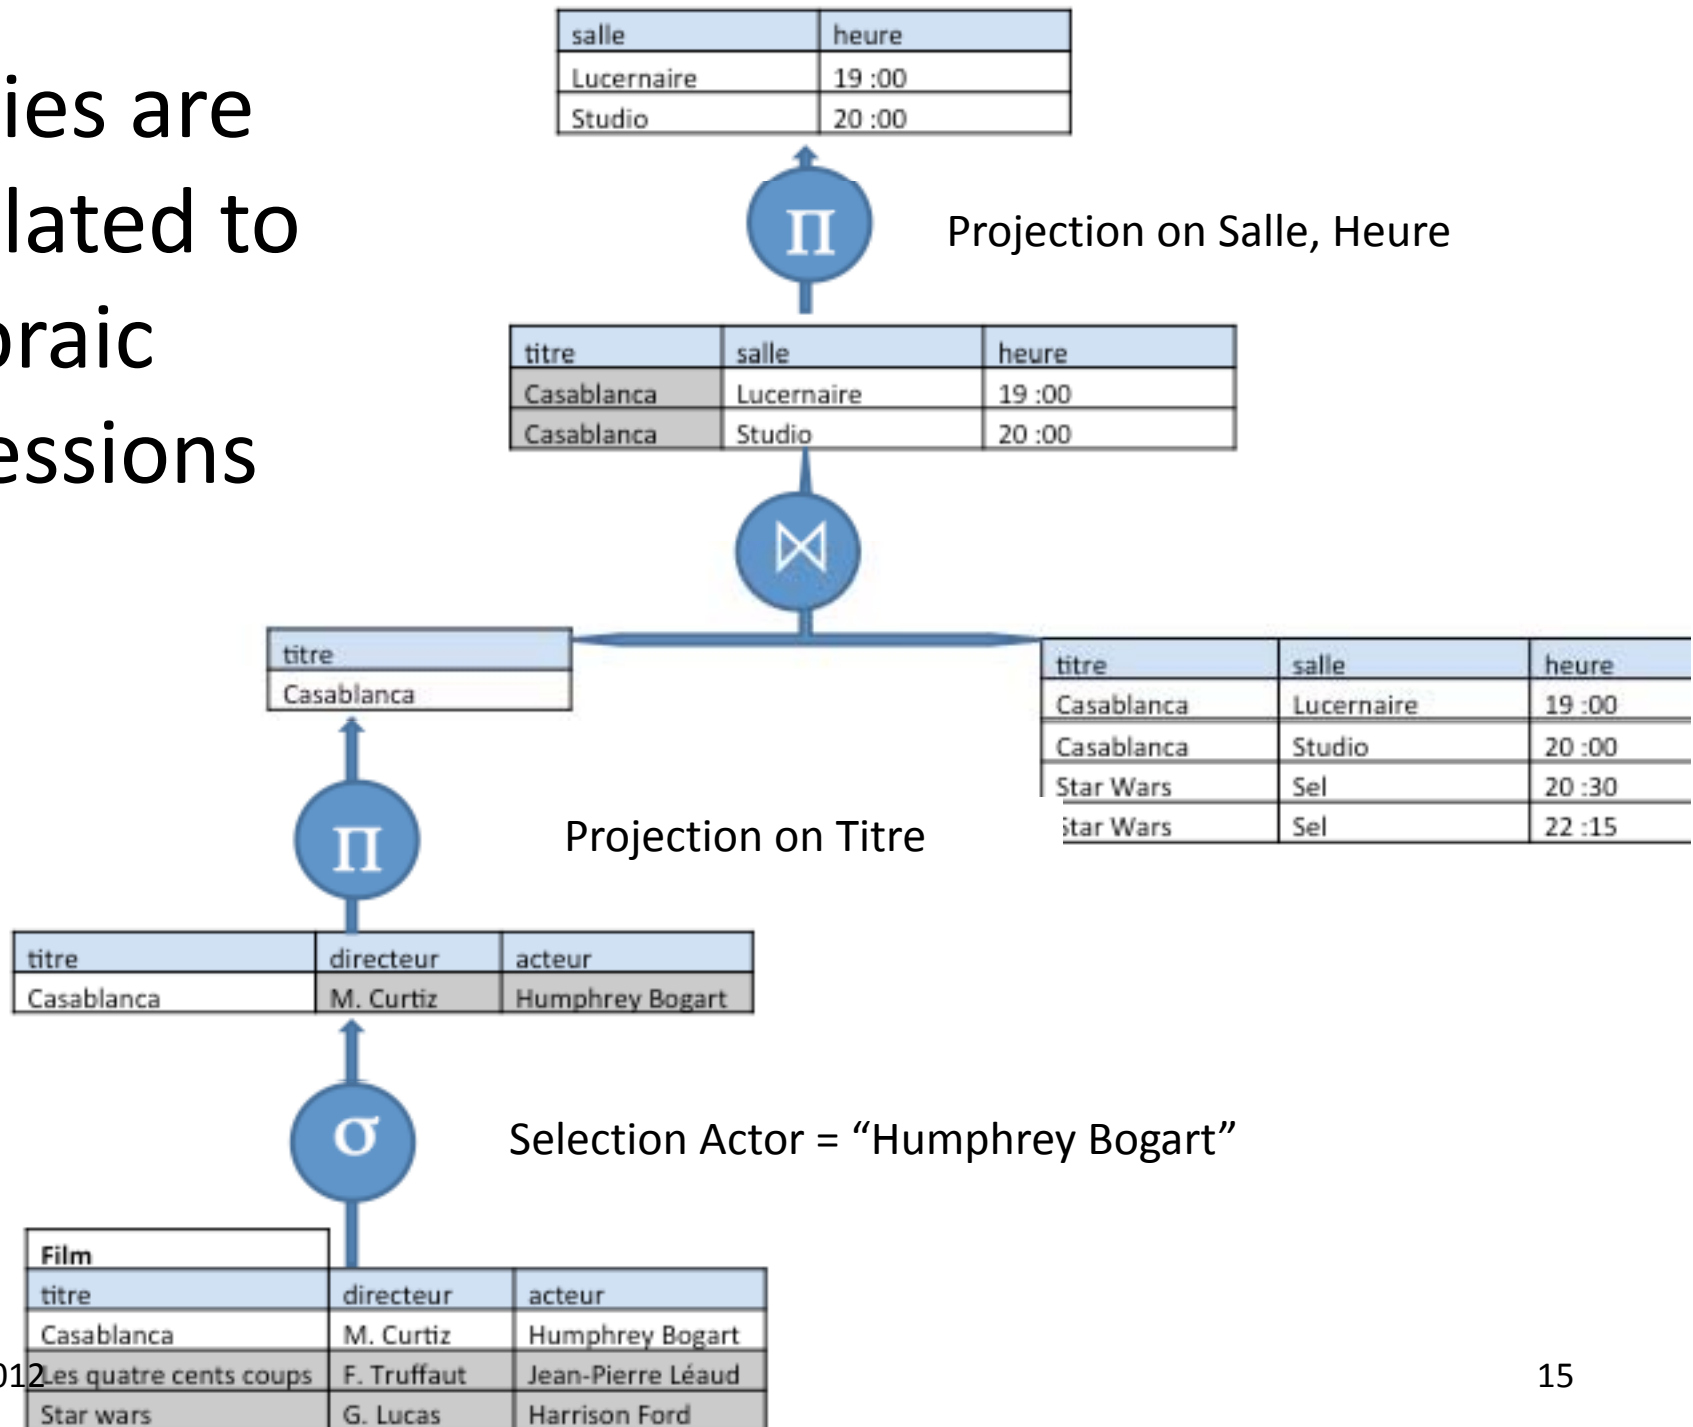 ies are
lated to
braic
essions
salle heure
Lucernaire 19 :00
Studio 20 :00
Π
Projection on Salle, Heure
titre salle heure
Casablanca Lucernaire 19 :00
Casablanca Studio 20 :00
⋈
titre
Casablanca
titre salle heure
Casablanca Lucernaire 19 :00
Casablanca Studio 20 :00
Star Wars Sel 20 :30
Star Wars Sel 22 :15
Π
Projection on Titre
titre directeur acteur
Casablanca M. Curtiz Humphrey Bogart
σ
Selection Actor = “Humphrey Bogart”
Film
titre directeur acteur
Casablanca M. Curtiz Humphrey Bogart
Les quatre cents coups F. Truffaut Jean-Pierre Léaud
Star wars G. Lucas Harrison Ford
012
15